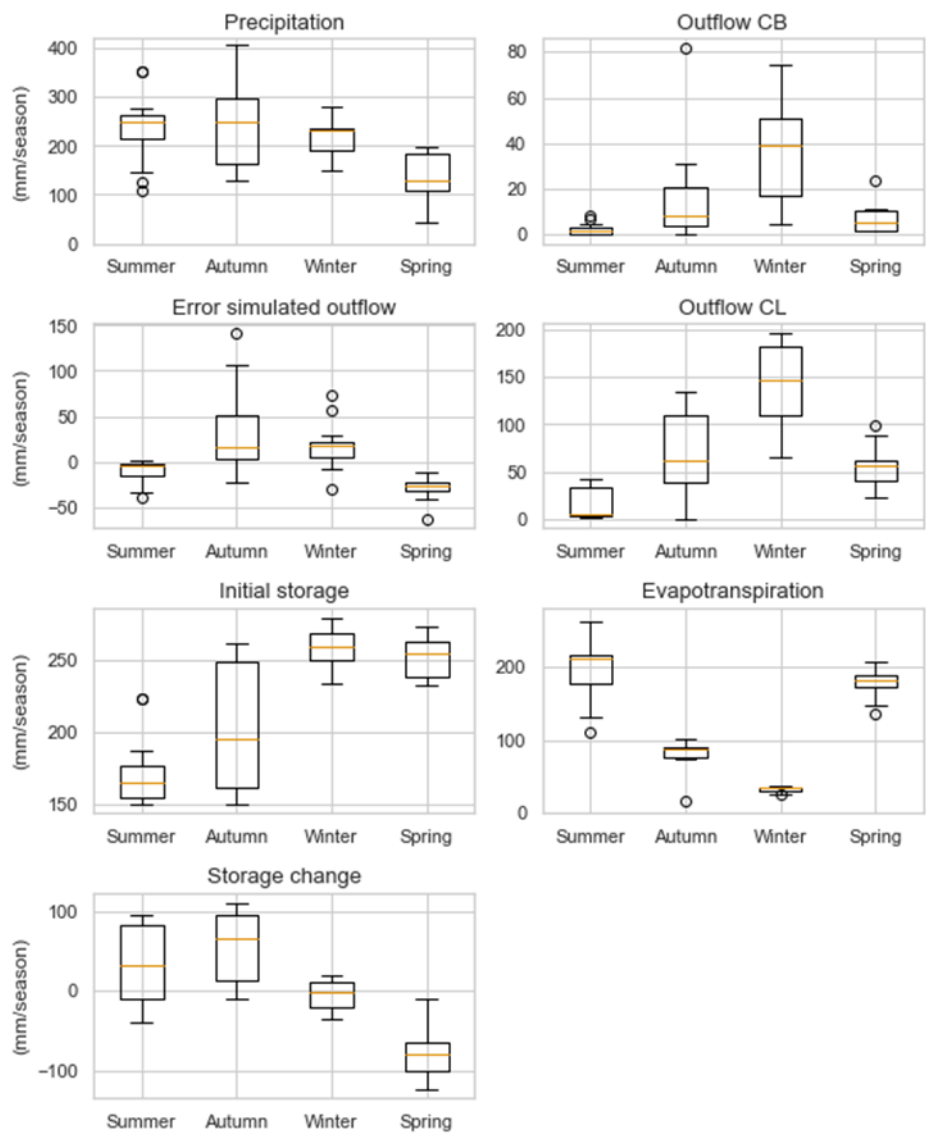 Precipitation
(mm/season)
400
300
200
100
0
Summer Autumn Winter Spring
Outflow CB
80
60
40
20
0
Summer Autumn Winter Spring
Error simulated outflow
(mm/season)
150
100
50
0
−50
Summer Autumn Winter Spring
Outflow CL
200
150
100
50
0
Summer Autumn Winter Spring
Initial storage
(mm/season)
250
200
150
Summer Autumn Winter Spring
Evapotranspiration
200
100
0
Summer Autumn Winter Spring
Storage change
(mm/season)
100
0
−100
Summer Autumn Winter Spring